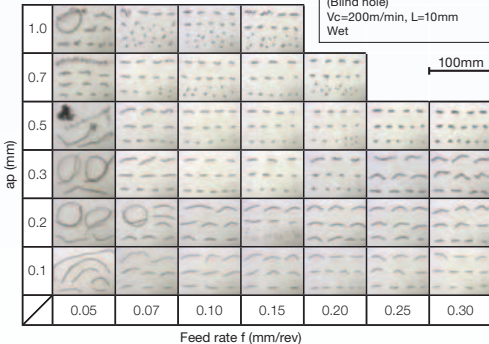 (Blind hole)
Vc=200m/min, L=10mm
Wet
100mm
ap (mm)
1.0
0.7
0.5
0.3
0.2
0.1
0.05 0.07 0.10 0.15 0.20 0.25 0.30
Feed rate f (mm/rev)